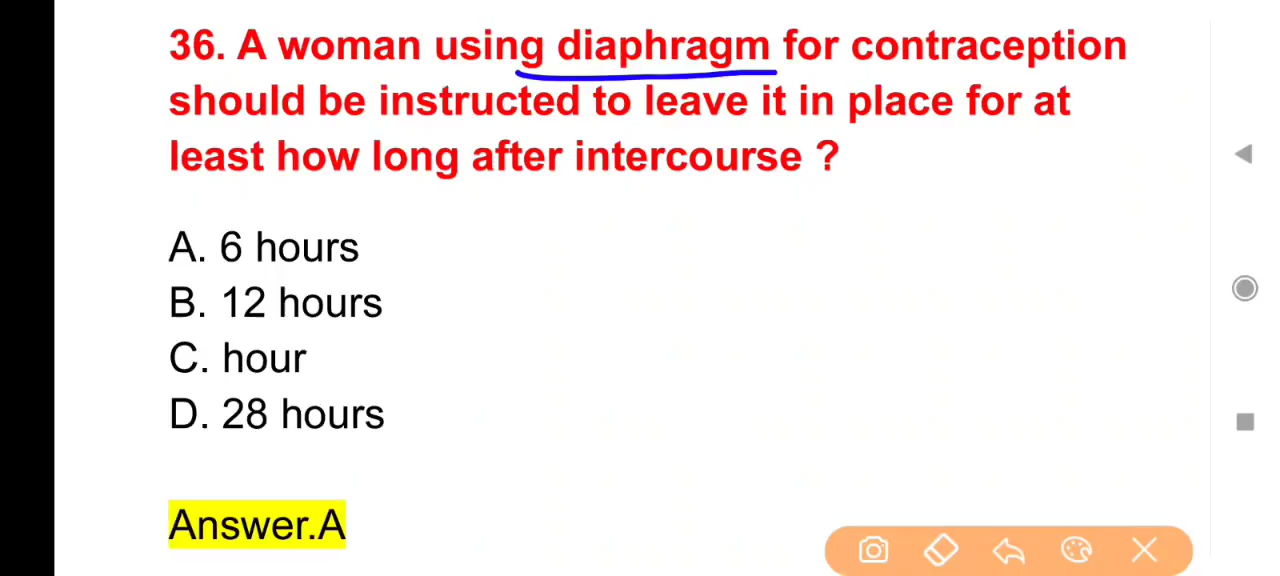 36. A woman using diaphragm for contraception
should be instructed to leave it in place for at
least how long after intercourse ?
A. 6 hours
B. 12 hours
C. hour
D. 28 hours
Answer.A